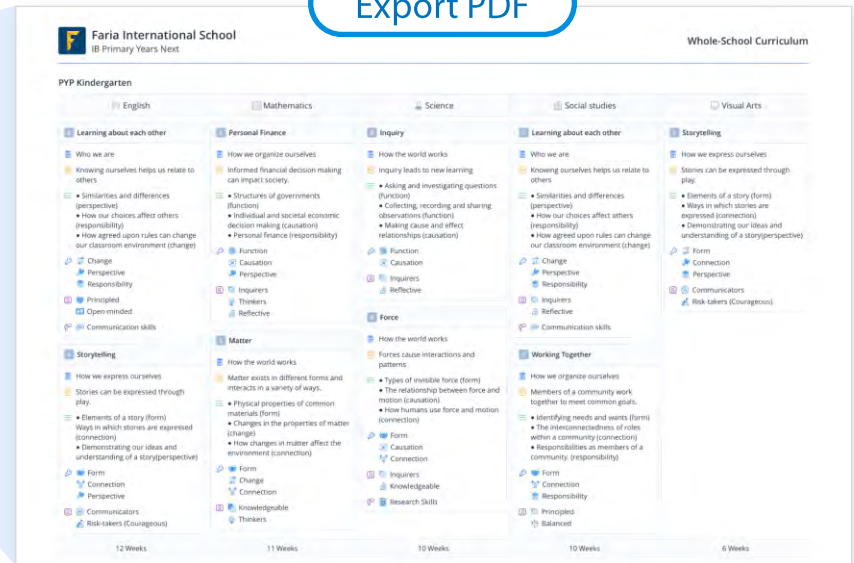 Export PDF
Faria International School
IB Primary Years Next
Whole-School Curriculum
PYP Kindergarten
English
Mathematics
Science
Social studies
Visual Arts
Learning about each other
Who we are
Knowing ourselves helps us relate to
others
• Similarities and differences
(perspective)
• How our choices affect others
(responsibility)
• How agreed upon rules can change
our classroom environment (change)
Change
Perspective
Responsibility
Principled
Open-minded
Communication skills
Storytelling
How we express ourselves
Stories can be expressed through
play.
• Elements of a story (form)
Ways in which stories are expressed
(connection)
• Demonstrating our ideas and
understanding of a story(perspective)
Form
Connection
Perspective
Communicators
Risk-takers (Courageous)
12 Weeks
Personal Finance
How we organize ourselves
Informed financial decision making
can impact society.
• Structures of governments
(function)
• Individual and societal economic
decision making (causation)
• Personal finance (responsibility)
Function
Causation
Perspective
Inquirers
Thinkers
Reflective
Matter
How the world works
Matter exists in different forms and
interacts in a variety of ways.
• Physical properties of common
materials (form)
• Changes in the properties of matter
(change)
• How changes in matter affect the
environment (connection)
Form
Change
Connection
Knowledgeable
Thinkers
11 Weeks
Inquiry
How the world works
Inquiry leads to new learning
• Asking and investigating questions
(function)
• Collecting, recording and sharing
observations (function)
• Making cause and effect
relationships (causation)
Function
Causation
Inquirers
Reflective
Force
How the world works
Forces cause interactions and
patterns
• Types of invisible force (form)
• The relationship between force and
motion (causation)
• How humans use force and motion
(connection)
Form
Causation
Connection
Inquirers
Knowledgeable
Research Skills
10 Weeks
Learning about each other
Who we are
Knowing ourselves helps us relate to
others
• Similarities and differences
(perspective)
• How our choices affect others
(responsibility)
• How agreed upon rules can change
our classroom environment (change)
Change
Perspective
Responsibility
Inquirers
Reflective
Communication skills
Working Together
How we organize ourselves
Members of a community work
together to meet common goals.
• Identifying needs and wants (form)
• The interconnectedness of roles
within a community (connection)
• Responsibilities as members of a
community. (responsibility)
Form
Connection
Responsibility
Principled
Balanced
10 Weeks
Storytelling
How we express ourselves
Stories can be expressed through
play.
• Elements of a story (form)
• Ways in which stories are
expressed (connection)
• Demonstrating our ideas and
understanding of a story(perspective)
Form
Connection
Perspective
Communicators
Risk-takers (Courageous)
6 Weeks